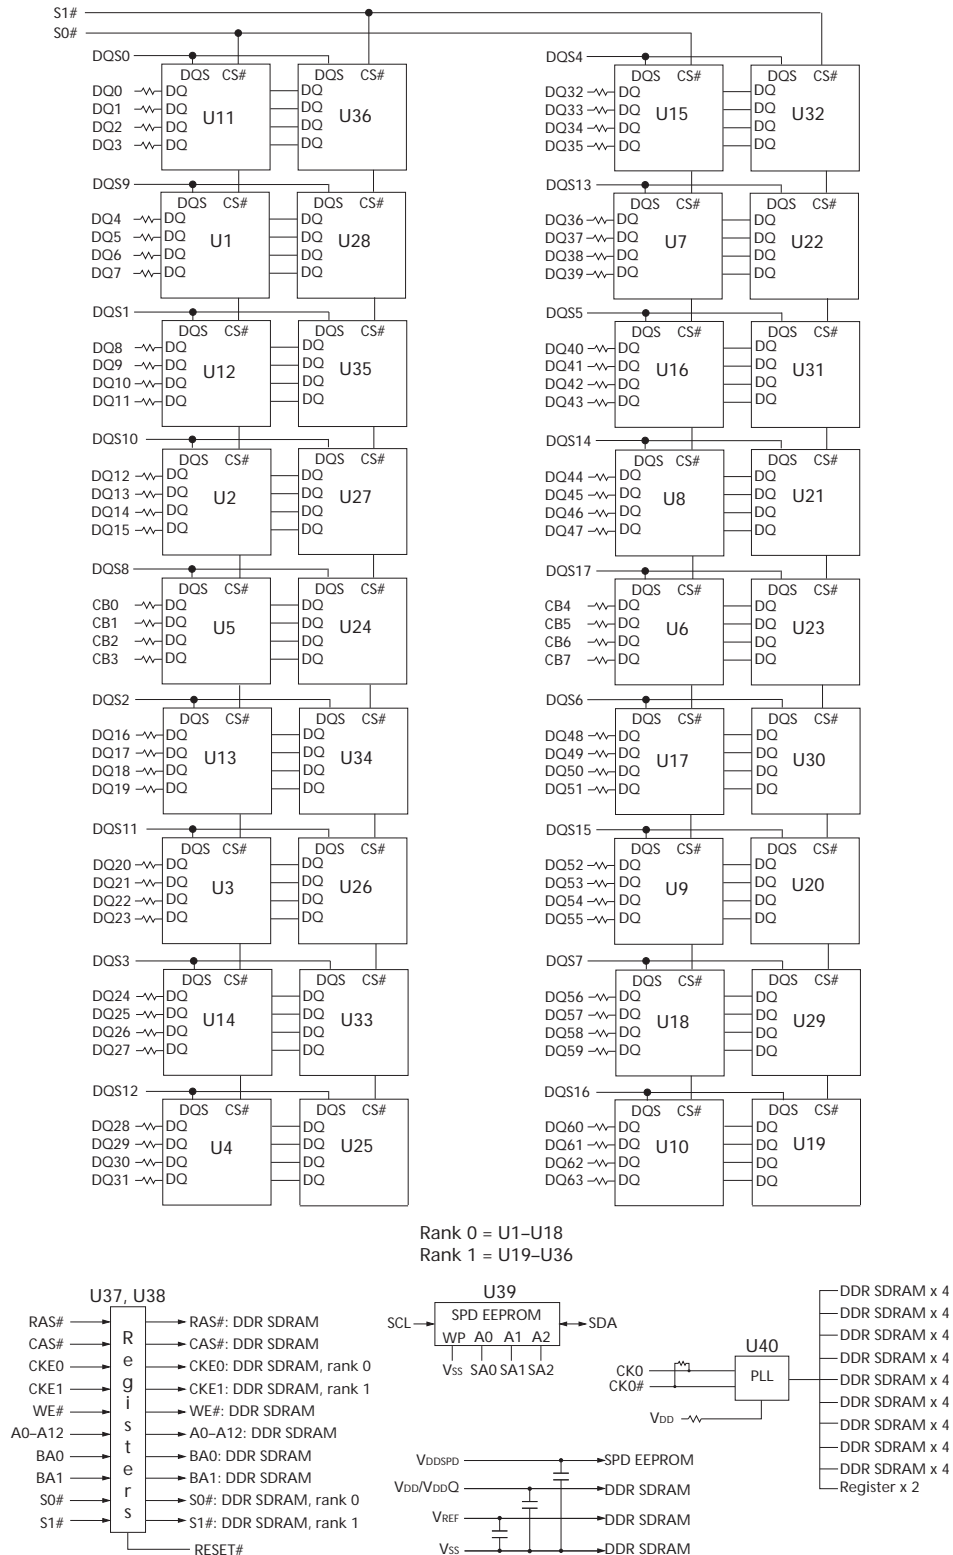 S1#
S0#
DQS0
DQS CS# DQS CS#
DQ0 DQ DQ
DQ1 DQ U11 DQ U36
DQ2 DQ DQ
DQ3 DQ DQ
DQS9
DQS CS# DQS CS#
DQ4 DQ DQ
DQ5 DQ U1 DQ U28
DQ6 DQ DQ
DQ7 DQ DQ
DQS1
DQS CS# DQS CS#
DQ8 DQ DQ
DQ9 DQ U12 DQ U35
DQ10 DQ DQ
DQ11 DQ DQ
DQS10
DQS CS# DQS CS#
DQ12 DQ DQ
DQ13 DQ U2 DQ U27
DQ14 DQ DQ
DQ15 DQ DQ
DQS8
DQS CS# DQS CS#
CB0 DQ DQ
CB1 DQ U5 DQ U24
CB2 DQ DQ
CB3 DQ DQ
DQS2
DQS CS# DQS CS#
DQ16 DQ DQ
DQ17 DQ U13 DQ U34
DQ18 DQ DQ
DQ19 DQ DQ
DQS11
DQS CS# DQS CS#
DQ20 DQ DQ
DQ21 DQ U3 DQ U26
DQ22 DQ DQ
DQ23 DQ DQ
DQS3
DQS CS# DQS CS#
DQ24 DQ DQ
DQ25 DQ U14 DQ U33
DQ26 DQ DQ
DQ27 DQ DQ
DQS12
DQS CS# DQS CS#
DQ28 DQ DQ
DQ29 DQ U4 DQ U25
DQ30 DQ DQ
DQ31 DQ DQ
DQS4
DQS CS# DQS CS#
DQ32 DQ DQ
DQ33 DQ U15 DQ U32
DQ34 DQ DQ
DQ35 DQ DQ
DQS13
DQS CS# DQS CS#
DQ36 DQ DQ
DQ37 DQ U7 DQ U22
DQ38 DQ DQ
DQ39 DQ DQ
DQS5
DQS CS# DQS CS#
DQ40 DQ DQ
DQ41 DQ U16 DQ U31
DQ42 DQ DQ
DQ43 DQ DQ
DQS14
DQS CS# DQS CS#
DQ44 DQ DQ
DQ45 DQ U8 DQ U21
DQ46 DQ DQ
DQ47 DQ DQ
DQS17
DQS CS# DQS CS#
CB4 DQ DQ
CB5 DQ U6 DQ U23
CB6 DQ DQ
CB7 DQ DQ
DQS6
DQS CS# DQS CS#
DQ48 DQ DQ
DQ49 DQ U17 DQ U30
DQ50 DQ DQ
DQ51 DQ DQ
DQS15
DQS CS# DQS CS#
DQ52 DQ DQ
DQ53 DQ U9 DQ U20
DQ54 DQ DQ
DQ55 DQ DQ
DQS7
DQS CS# DQS CS#
DQ56 DQ DQ
DQ57 DQ U18 DQ U29
DQ58 DQ DQ
DQ59 DQ DQ
DQS16
DQS CS# DQS CS#
DQ60 DQ DQ
DQ61 DQ U10 DQ U19
DQ62 DQ DQ
DQ63 DQ DQ
Rank 0 = U1–U18
Rank 1 = U19–U36
U37, U38
Registers
RAS# RAS#: DDR SDRAM
CAS# CAS#: DDR SDRAM
CKE0 CKE0: DDR SDRAM, rank 0
CKE1 CKE1: DDR SDRAM, rank 1
WE# WE#: DDR SDRAM
A0–A12 A0–A12: DDR SDRAM
BA0 BA0: DDR SDRAM
BA1 BA1: DDR SDRAM
S0# S0#: DDR SDRAM, rank 0
S1# S1#: DDR SDRAM, rank 1
RESET#
U39
SCL SPD EEPROM SDA
WP A0 A1 A2
VSS SA0 SA1 SA2
U40
CK0
CK0#
PLL
VDD
DDR SDRAM x 4
DDR SDRAM x 4
DDR SDRAM x 4
DDR SDRAM x 4
DDR SDRAM x 4
DDR SDRAM x 4
DDR SDRAM x 4
DDR SDRAM x 4
DDR SDRAM x 4
Register x 2
VDDSPD SPD EEPROM
VDD/VDDQ DDR SDRAM
VREF DDR SDRAM
VSS DDR SDRAM